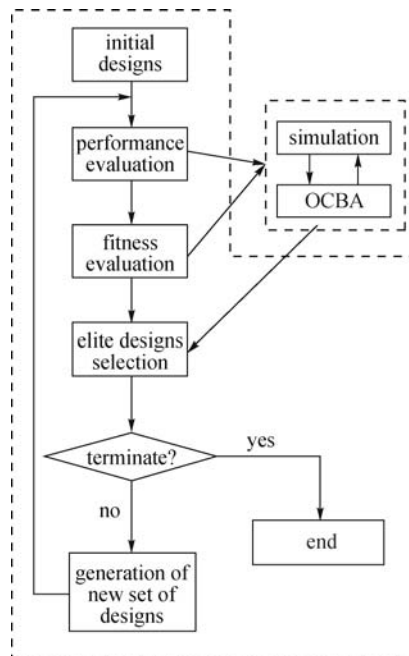 initial
designs
performance
evaluation
simulation
OCBA
fitness
evaluation
elite designs
selection
terminate?
yes
no
end
generation of
new set of
designs